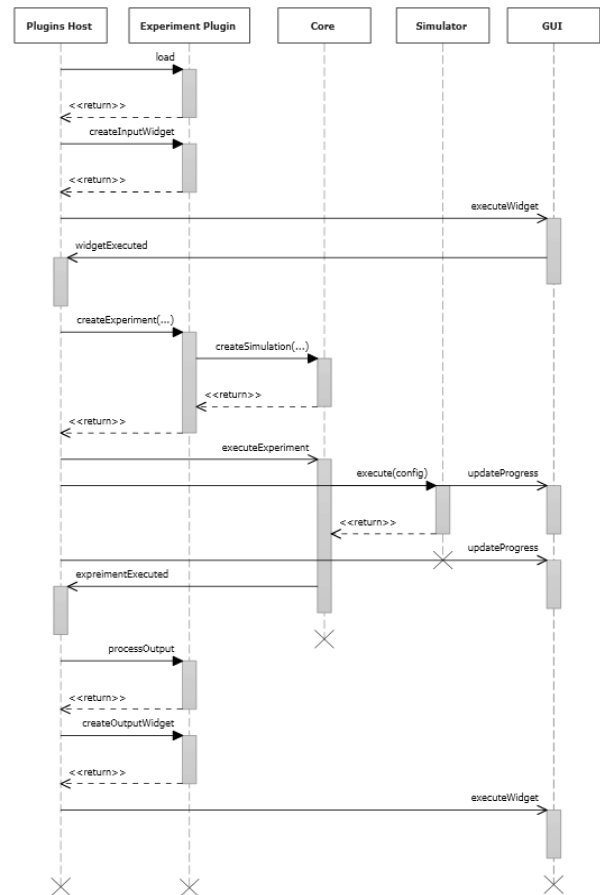 Plugins Host
Experiment Plugin
Core
Simulator
GUI
load
<<return>>
createInputWidget
<<return>>
executeWidget
widgetExecuted
createExperiment(...)
createSimulation(...)
<<return>>
<<return>>
executeExperiment
execute(config)
updateProgress
<<return>>
updateProgress
expreimentExecuted
processOutput
<<return>>
createOutputWidget
<<return>>
executeWidget